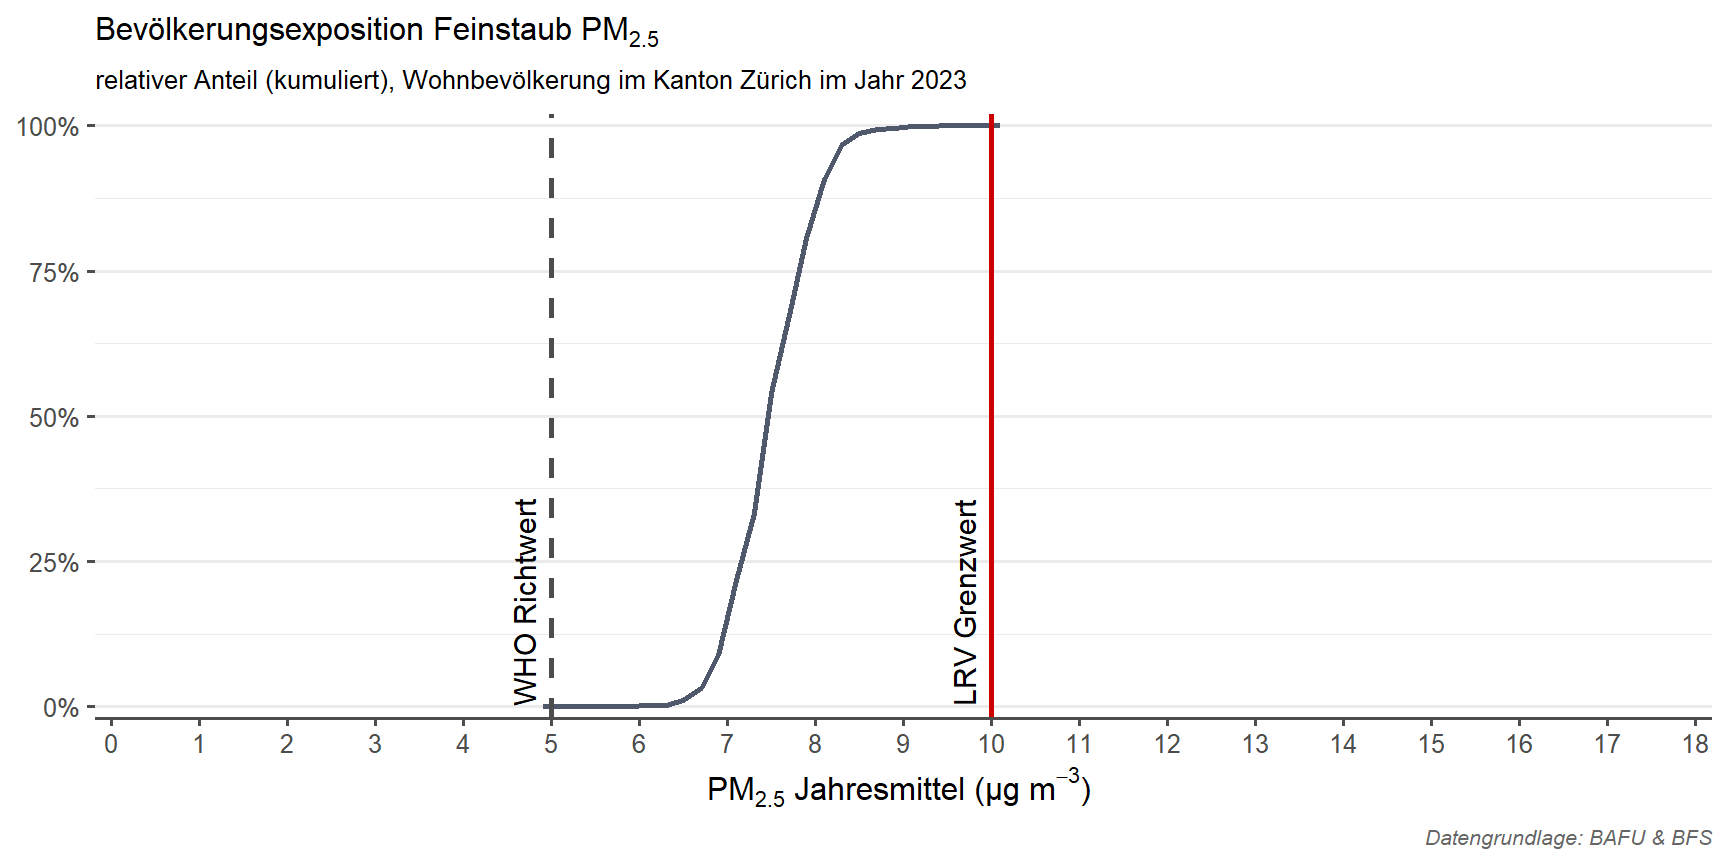 Bevölkerungsexposition Feinstaub PM2.5
relativer Anteil (kumuliert), Wohnbevölkerung im Kanton Zürich im Jahr 2023
100%
75%
50%
25%
0%
WHO Richtwert
LRV Grenzwert
0 1 2 3 4 5 6 7 8 9 10 11 12 13 14 15 16 17 18
PM2.5 Jahresmittel (µg m−3)
Datengrundlage: BAFU & BFS